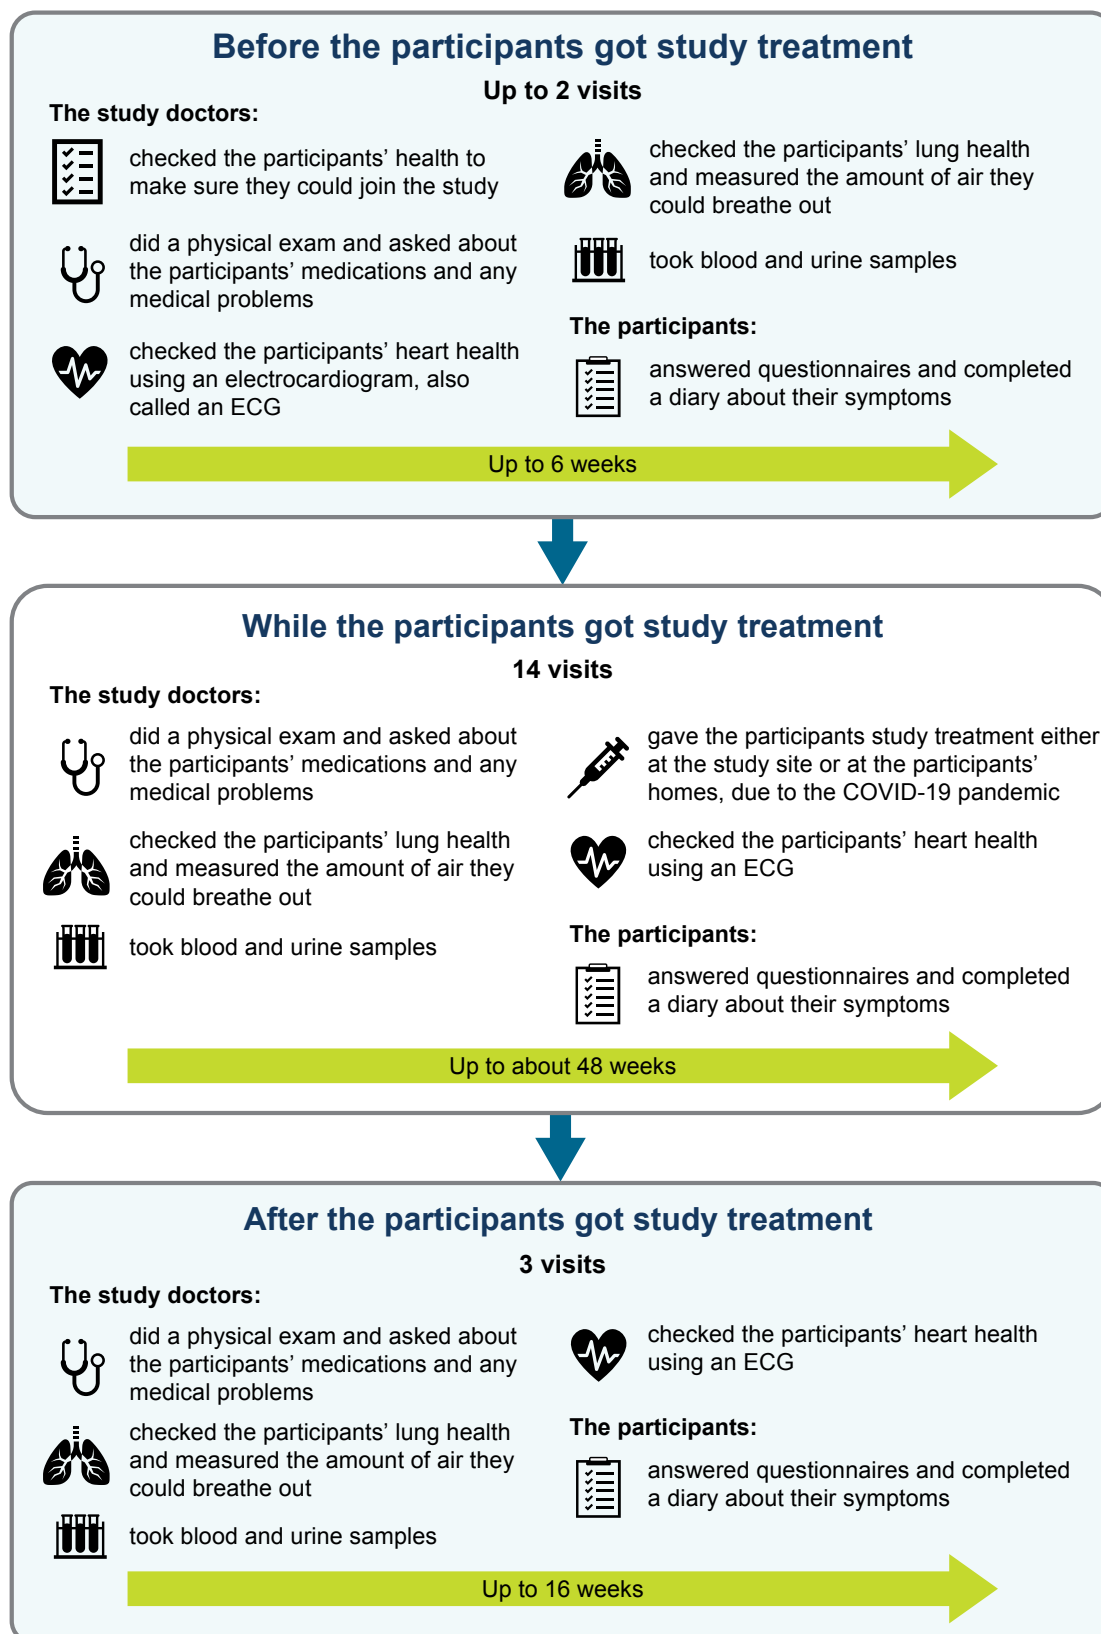 Before the participants got study treatment
Up to 2 visits
The study doctors:
checked the participants’ health to
make sure they could join the study
did a physical exam and asked about
the participants’ medications and any
medical problems
checked the participants’ heart health
using an electrocardiogram, also
called an ECG
checked the participants’ lung health
and measured the amount of air they
could breathe out
took blood and urine samples
The participants:
answered questionnaires and completed
a diary about their symptoms
Up to 6 weeks
While the participants got study treatment
14 visits
The study doctors:
did a physical exam and asked about
the participants’ medications and any
medical problems
checked the participants’ lung health
and measured the amount of air they
could breathe out
took blood and urine samples
gave the participants study treatment either
at the study site or at the participants’
homes, due to the COVID-19 pandemic
checked the participants’ heart health
using an ECG
The participants:
answered questionnaires and completed
a diary about their symptoms
Up to about 48 weeks
After the participants got study treatment
3 visits
The study doctors:
did a physical exam and asked about
the participants’ medications and any
medical problems
checked the participants’ lung health
and measured the amount of air they
could breathe out
took blood and urine samples
checked the participants’ heart health
using an ECG
The participants:
answered questionnaires and completed
a diary about their symptoms
Up to 16 weeks